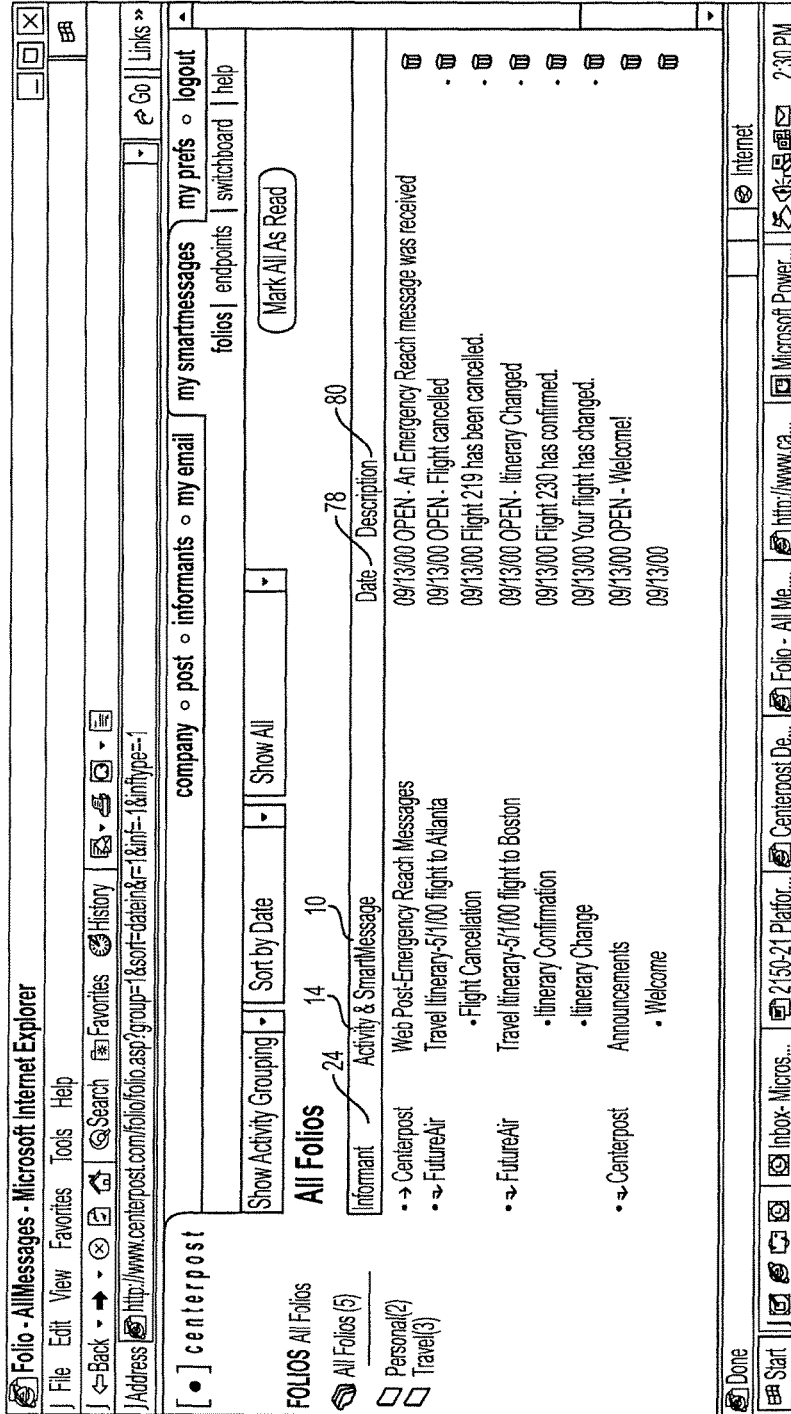 Folio - AllMessages - Microsoft Internet Explorer
File Edit View Favorites Tools Help
Back Search Favorites History
Address http://www.centerpost.com/folio/folio.asp?group=1&sort=datein&r=1&inf=-1&inftype=-1 Go Links »
[ • ] centerpost
company o post o informants o my email my smartmessages my prefs o logout
folios | endpoints | switchboard | help
Show Activity Grouping Sort by Date Show All Mark All As Read
FOLIOS All Folios
All Folios (5)
Personal(2)
Travel(3)
All Folios
24 14 10 78 80
Informant Activity & SmartMessage Date Description
• Centerpost Web Post-Emergency Reach Messages 09/13/00 OPEN - An Emergency Reach message was received
• FutureAir Travel Itinerary-5/1/00 flight to Atlanta 09/13/00 OPEN - Flight cancelled
• Flight Cancellation 09/13/00 Flight 219 has been cancelled.
• FutureAir Travel Itinerary-5/1/00 flight to Boston 09/13/00 OPEN - Itinerary Changed
• Itinerary Confirmation 09/13/00 Flight 230 has confirmed.
• Itinerary Change 09/13/00 Your flight has changed.
• Centerpost Announcements 09/13/00 OPEN - Welcome!
• Welcome 09/13/00
Done Internet
Start Inbox- Micros... 2150-21 Platfor... Centerpost De... Folio - All Me... http://www.ca... Microsoft Power... 2:30 PM